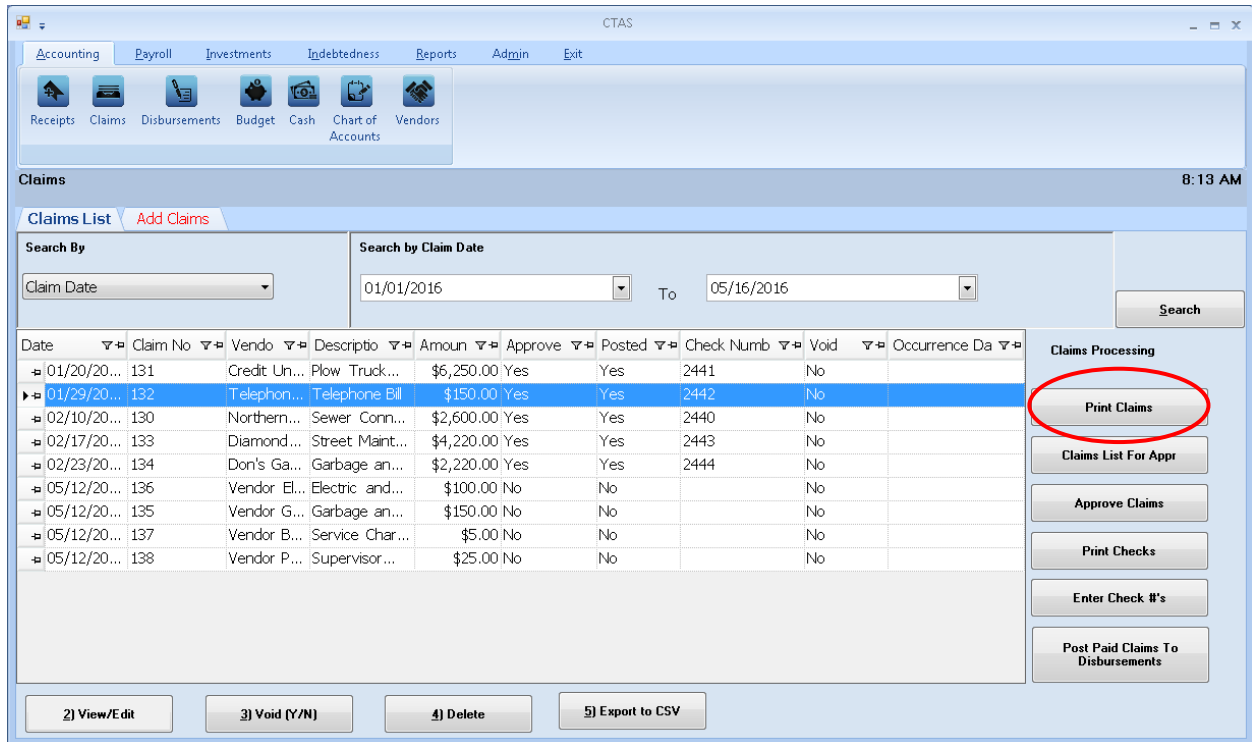 CTAS
Accounting Payroll Investments Indebtedness Reports Admin Exit
Receipts Claims Disbursements Budget Cash Chart of Accounts Vendors
Claims 8:13 AM
Claims List Add Claims
Search By Search by Claim Date
Claim Date 01/01/2016 To 05/16/2016
Search
Date Claim No Vendo Descriptio Amoun Approve Posted Check Numb Void Occurrence Da
01/20/20... 131 Credit Un... Plow Truck... $6,250.00 Yes Yes 2441 No
01/29/20... 132 Telephon... Telephone Bill $150.00 Yes Yes 2442 No
02/10/20... 130 Northern... Sewer Conn... $2,600.00 Yes Yes 2440 No
02/17/20... 133 Diamond... Street Maint... $4,220.00 Yes Yes 2443 No
02/23/20... 134 Don's Ga... Garbage an... $2,220.00 Yes Yes 2444 No
05/12/20... 136 Vendor El... Electric and... $100.00 No No No
05/12/20... 135 Vendor G... Garbage an... $150.00 No No No
05/12/20... 137 Vendor B... Service Char... $5.00 No No No
05/12/20... 138 Vendor P... Supervisor... $25.00 No No No
Claims Processing
Print Claims
Claims List For Appr
Approve Claims
Print Checks
Enter Check #'s
Post Paid Claims To
Disbursements
2) View/Edit 3) Void (Y/N) 4) Delete 5) Export to CSV